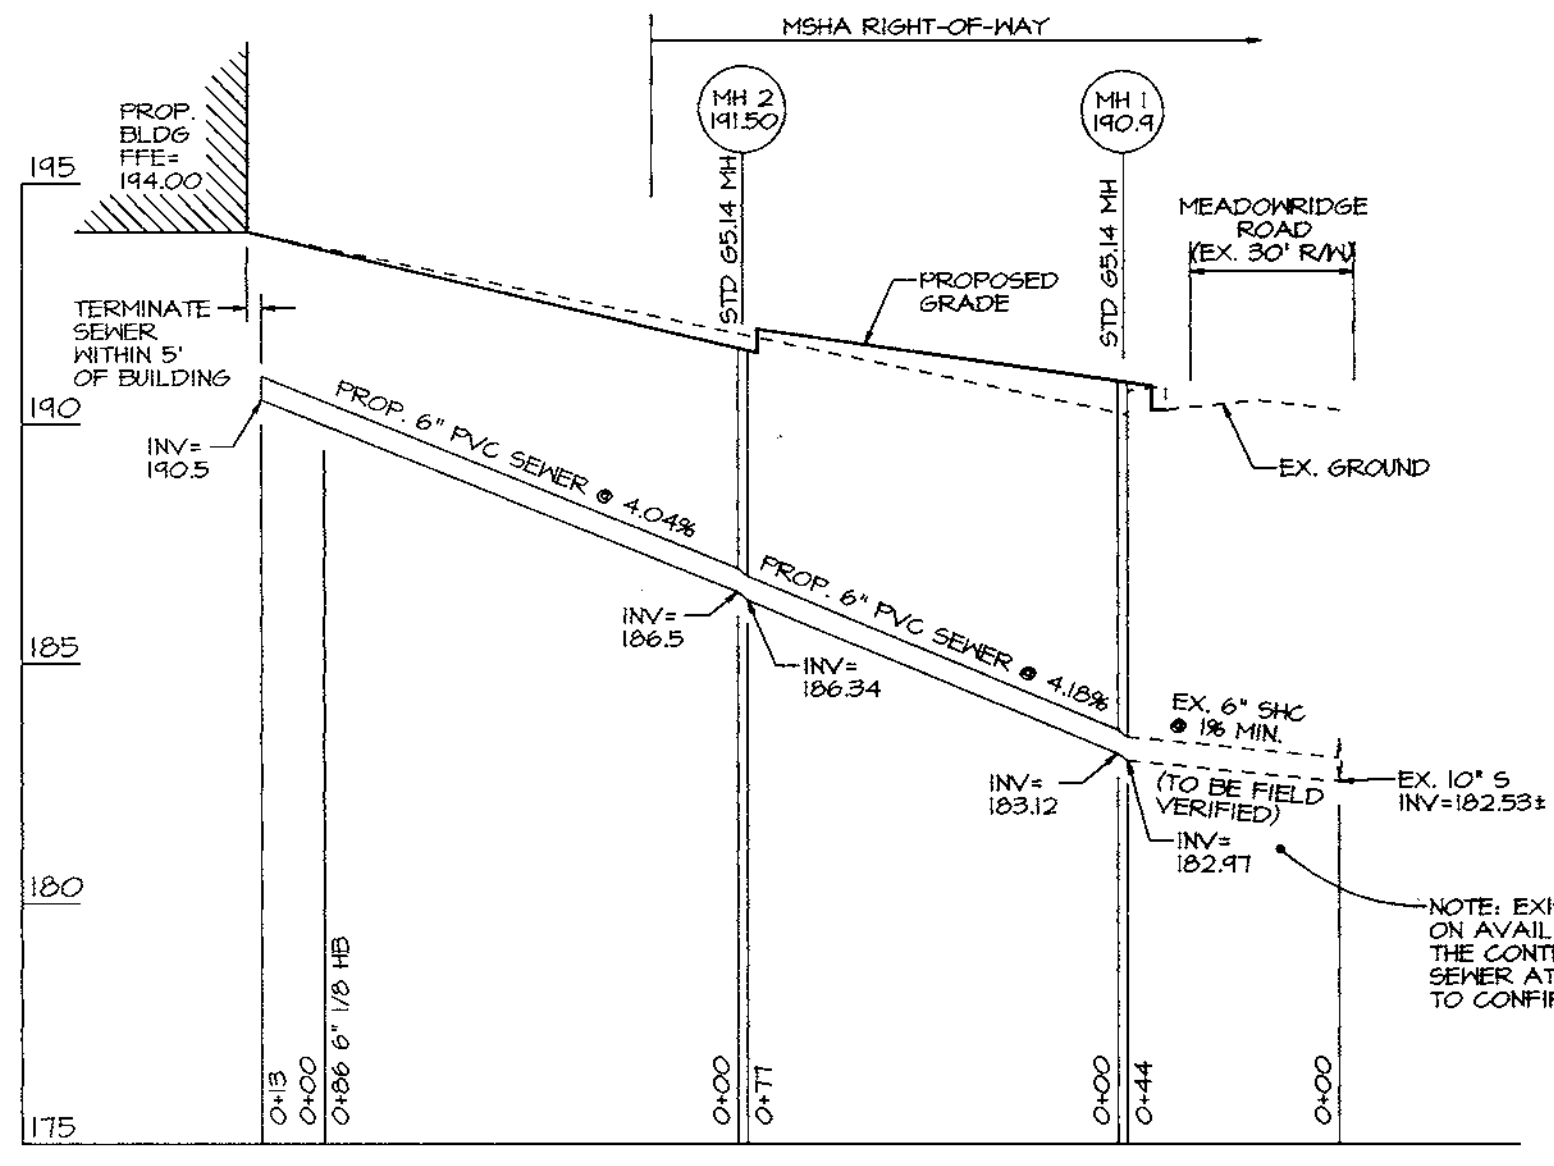 MSHA RIGHT-OF-WAY
MH 2
191.50
MH 1
190.9
PROP.
BLDG
FFE=
194.00
195
STD G5.14 MH
STD G5.14 MH
MEADOWRIDGE
ROAD
(EX. 30' R/W)
PROPOSED
GRADE
TERMINATE
SEWER
WITHIN 5'
OF BUILDING
190
INV=
190.5
PROP. 6" PVC SEWER @ 4.04%
EX. GROUND
PROP. 6" PVC SEWER @ 4.18%
INV=
186.5
185
INV=
186.34
EX. 6" SHC
@ 1% MIN.
(TO BE FIELD
VERIFIED)
INV=
183.12
EX. 10" S
INV=182.53±
INV=
182.97
180
NOTE: EXI
ON AVAIL
THE CONT
SEWER AT
TO CONFI
0+13
0+00
0+86 6" 1/8 HB
0+00
0+77
0+00
0+44
0+00
175